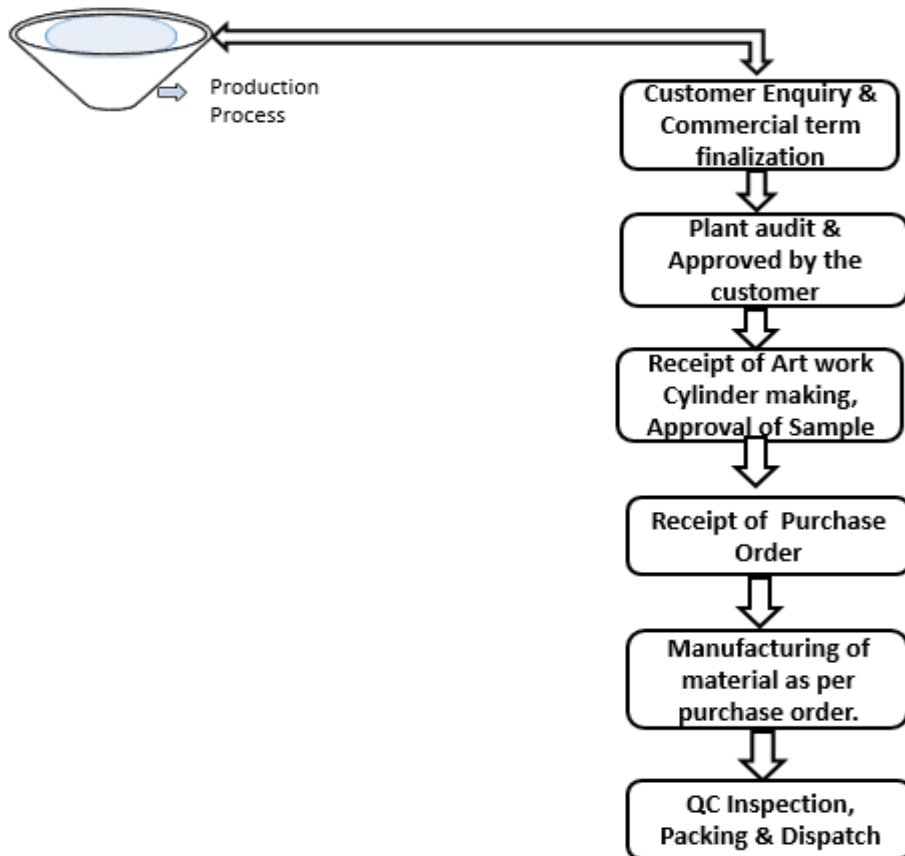 Production
Process
Customer Enquiry &
Commercial term
finalization
Plant audit &
Approved by the
customer
Receipt of Art work
Cylinder making,
Approval of Sample
Receipt of Purchase
Order
Manufacturing of
material as per
purchase order.
QC Inspection,
Packing & Dispatch